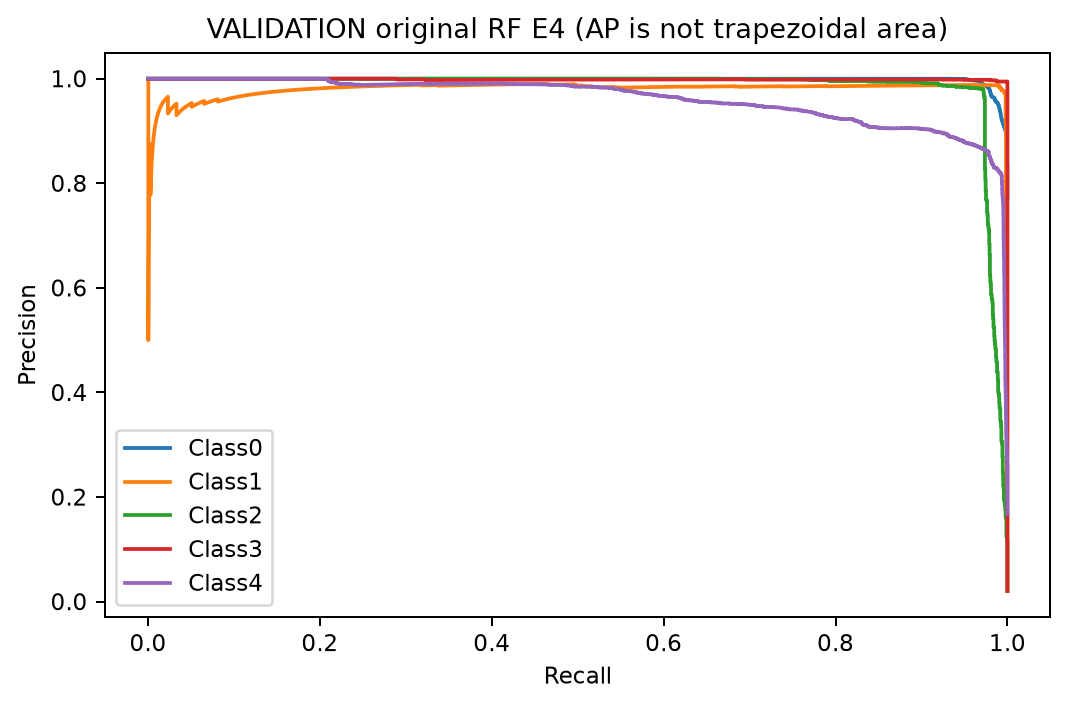 VALIDATION original RF E4 (AP is not trapezoidal area)
Precision
1.0
0.8
0.6
0.4
0.2
0.0
Class0
Class1
Class2
Class3
Class4
0.0 0.2 0.4 0.6 0.8 1.0
Recall